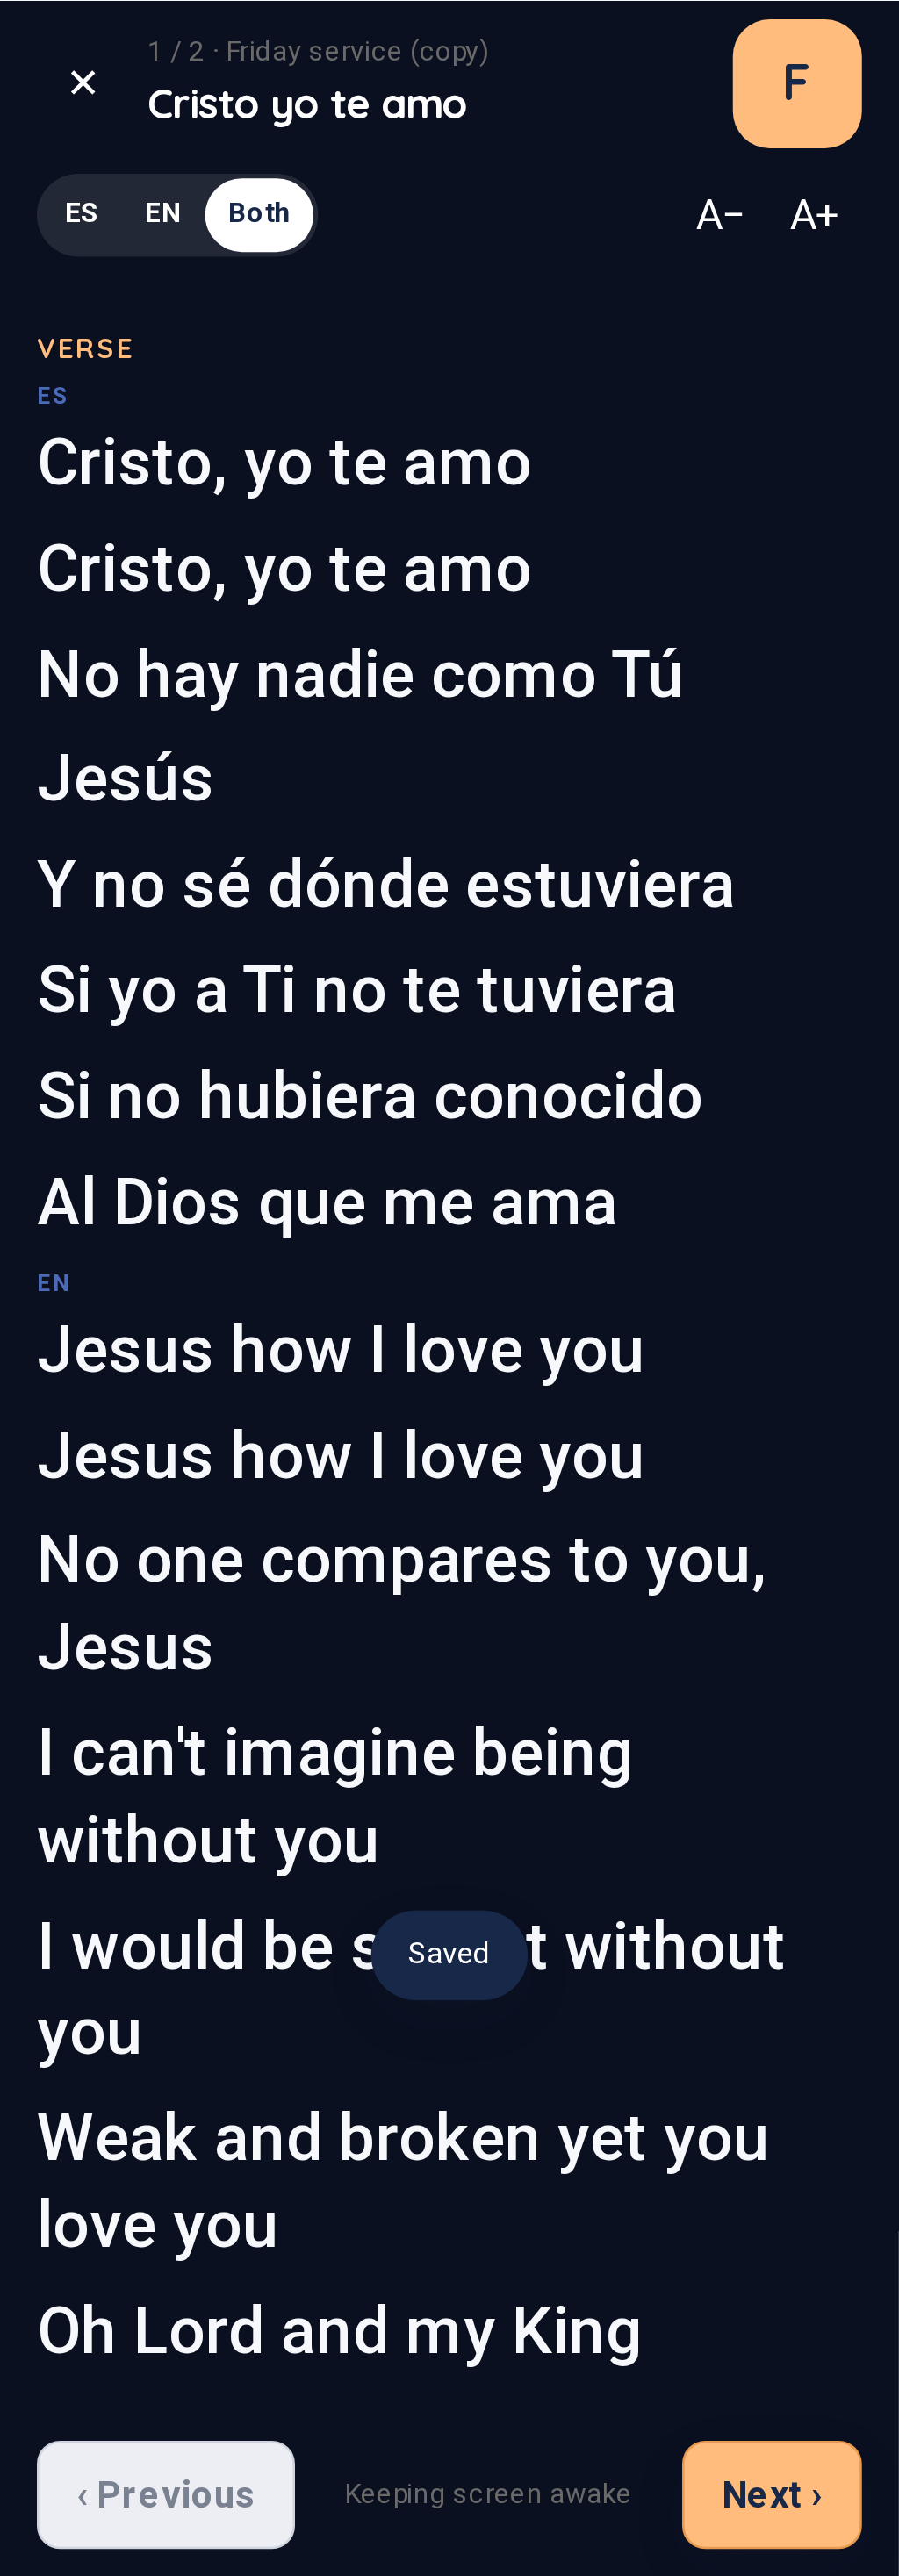 1 / 2 · Friday service (copy)
× Cristo yo te amo
F
ES EN Both
A− A+
VERSE
ES
Cristo, yo te amo
Cristo, yo te amo
No hay nadie como Tú
Jesús
Y no sé dónde estuviera
Si yo a Ti no te tuviera
Si no hubiera conocido
Al Dios que me ama
EN
Jesus how I love you
Jesus how I love you
No one compares to you,
Jesus
I can't imagine being
without you
I would be without
Saved
you
Weak and broken yet you
love you
Oh Lord and my King
‹ Previous
Keeping screen awake
Next ›